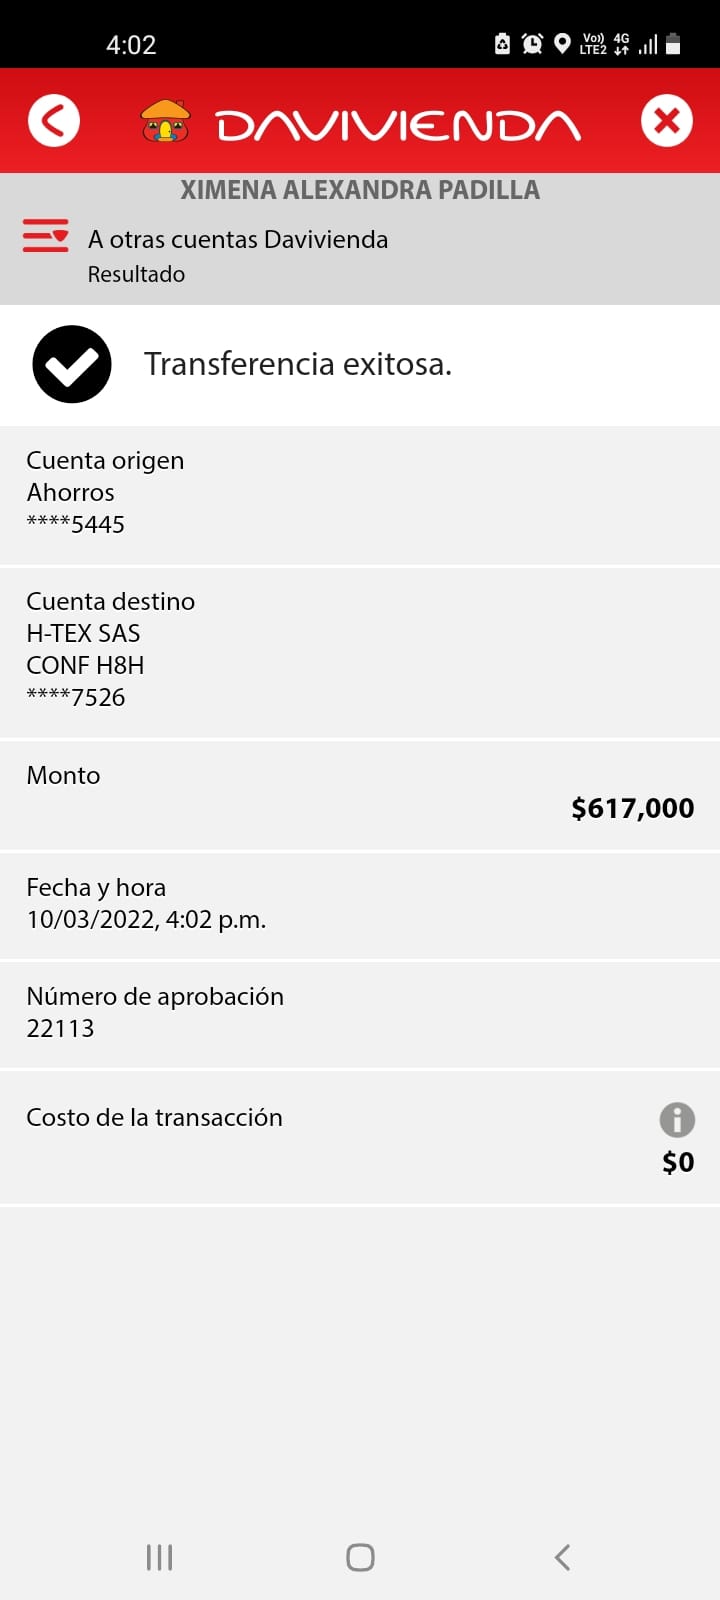 4:02
Vo))
LTE2
4G
DAVIVIENDA
XIMENA ALEXANDRA PADILLA
A otras cuentas Davivienda
Resultado
Transferencia exitosa.
Cuenta origen
Ahorros
****5445
Cuenta destino
H-TEX SAS
CONF H8H
****7526
Monto
$617,000
Fecha y hora
10/03/2022, 4:02 p.m.
Número de aprobación
22113
Costo de la transacción
$0